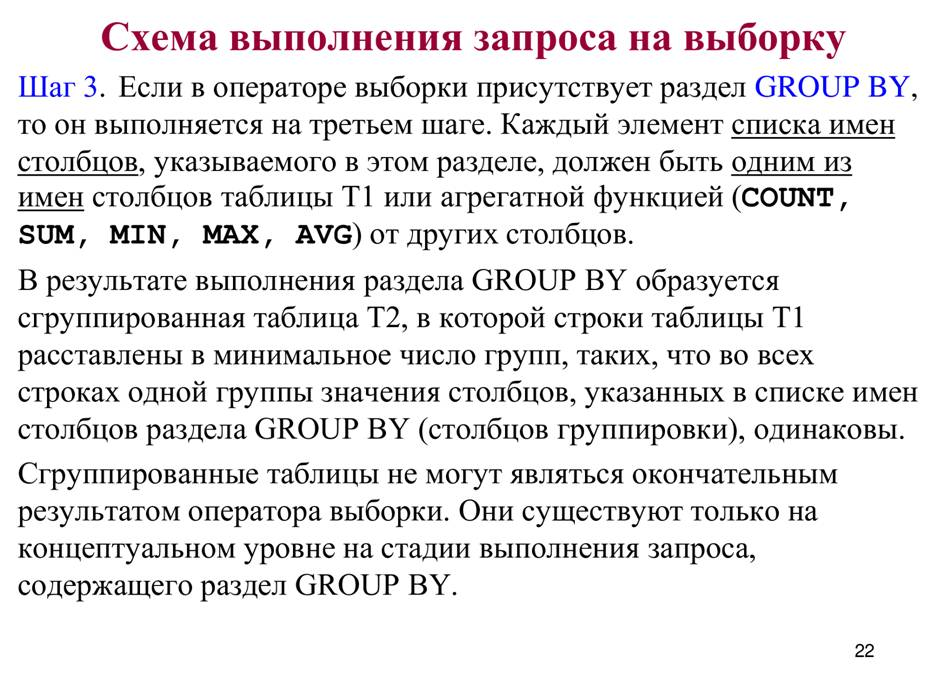 Схема выполнения запроса на выборку
Шаг 3. Если в операторе выборки присутствует раздел GROUP BY,
то он выполняется на третьем шаге. Каждый элемент списка имен
столбцов, указываемого в этом разделе, должен быть одним из
имен столбцов таблицы Т1 или агрегатной функцией (COUNT,
SUM, MIN, MAX, AVG) от других столбцов.
В результате выполнения раздела GROUP BY образуется
сгруппированная таблица Т2, в которой строки таблицы Т1
расставлены в минимальное число групп, таких, что во всех
строках одной группы значения столбцов, указанных в списке имен
столбцов раздела GROUP BY (столбцов группировки), одинаковы.
Сгруппированные таблицы не могут являться окончательным
результатом оператора выборки. Они существуют только на
концептуальном уровне на стадии выполнения запроса,
содержащего раздел GROUP BY.
22